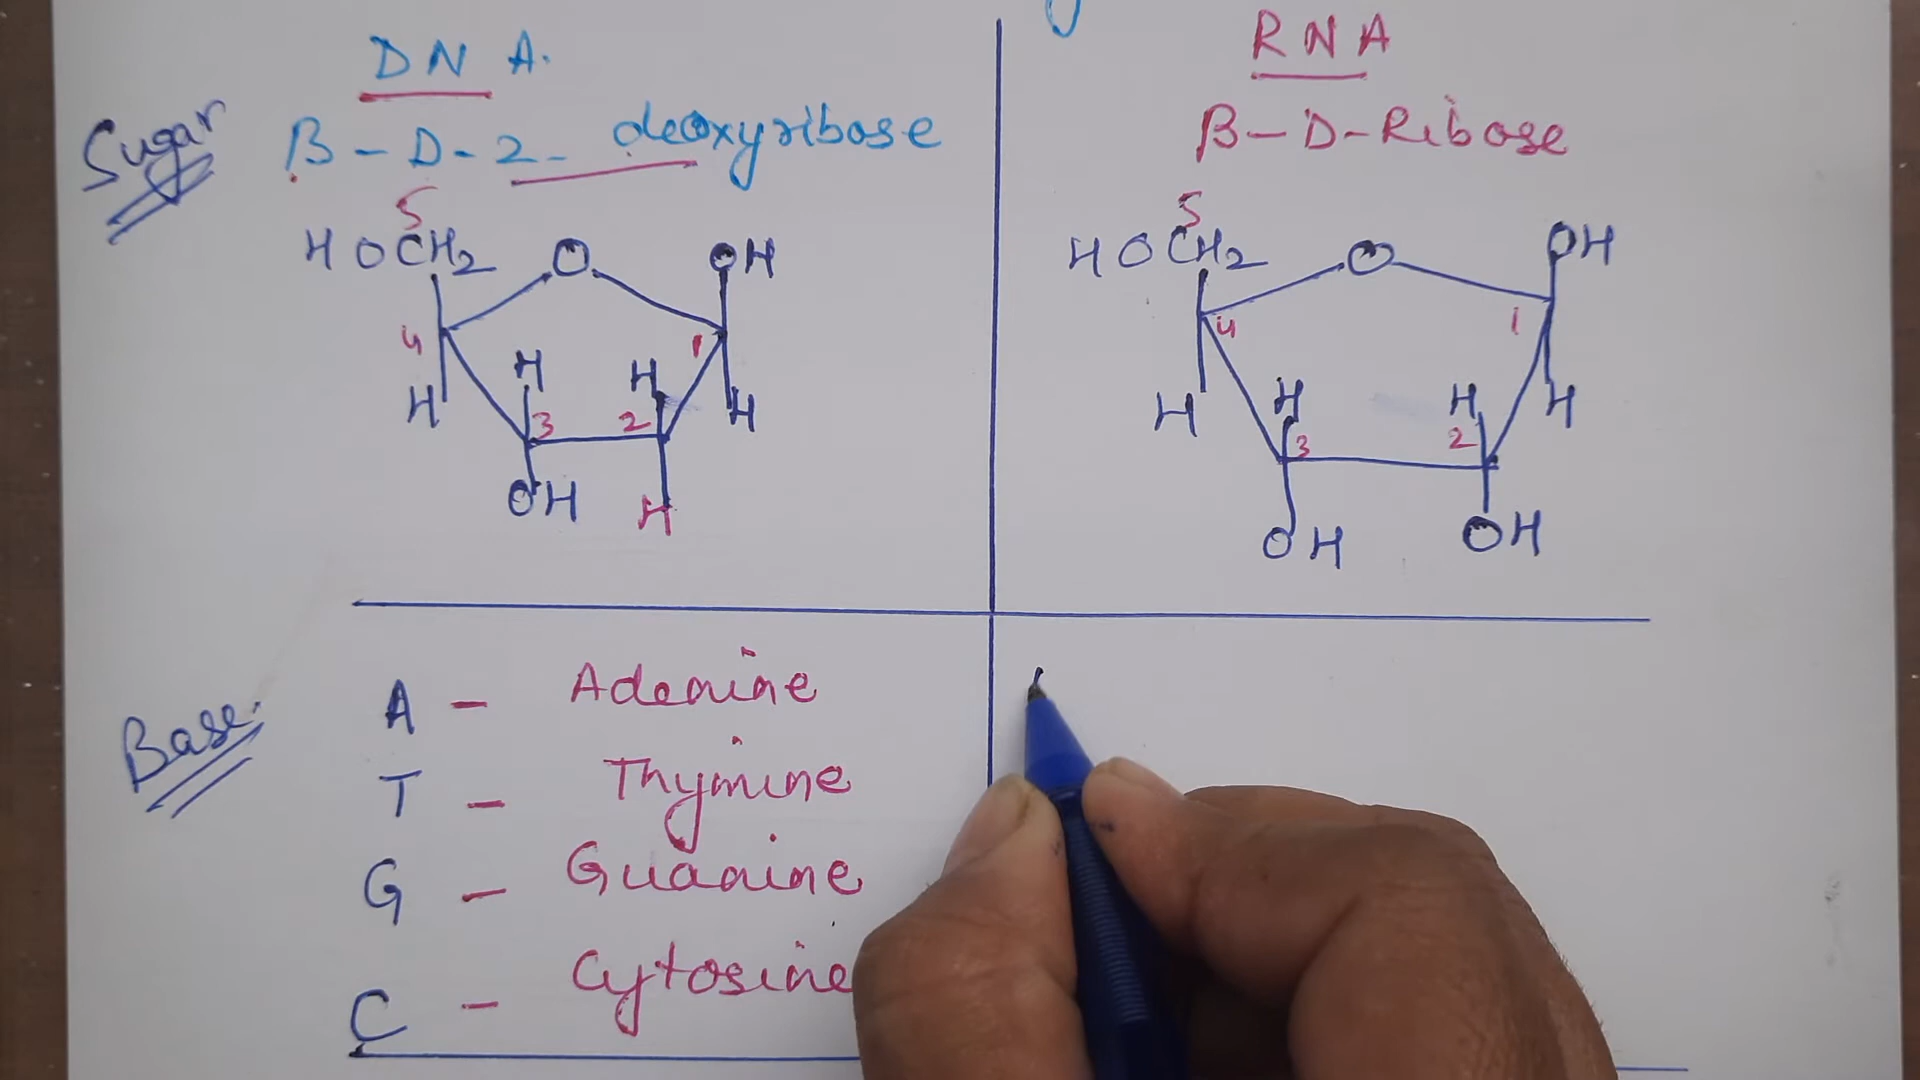 DNA.
RNA
Sugar
B-D-2-deoxyribose
B-D-Ribose
5
5
HOCH2 O OH
HOCH2 O OH
4 1
4 1
H H H H
H H H H
3 2
3 2
OH H
OH OH
Base.
A - Adenine
T - Thymine
G - Guanine
C - Cytosine